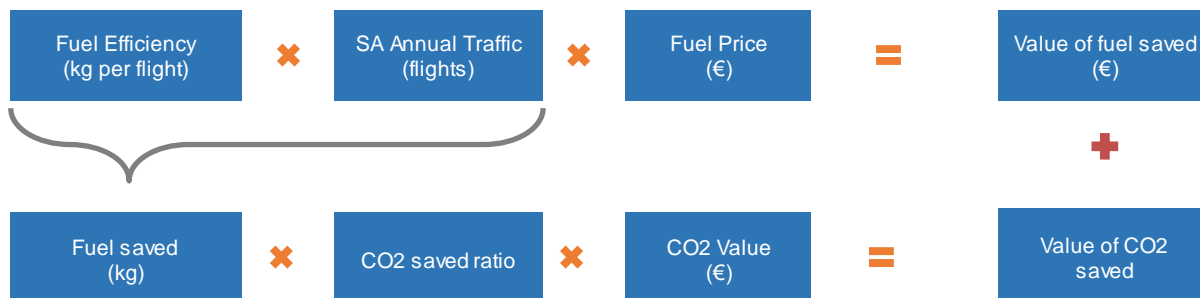 Fuel Efficiency
(kg per flight)
✖
SA Annual Traffic
(flights)
✖
Fuel Price
(€)
=
Value of fuel saved
(€)
✚
Fuel saved
(kg)
✖
CO2 saved ratio
✖
CO2 Value
(€)
=
Value of CO2
saved